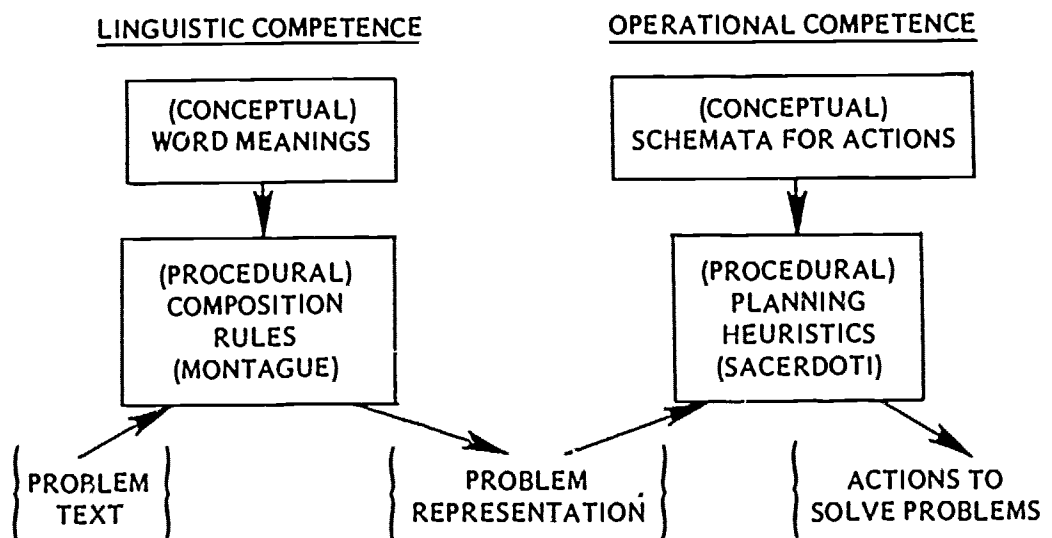 LINGUISTIC COMPETENCE
OPERATIONAL COMPETENCE
(CONCEPTUAL)
WORD MEANINGS
(CONCEPTUAL)
SCHEMATA FOR ACTIONS
(PROCEDURAL)
COMPOSITION
RULES
(MONTAGUE)
(PROCEDURAL)
PLANNING
HEURISTICS
(SACERDOTI)
PROBLEM
TEXT
PROBLEM
REPRESENTATION
ACTIONS TO
SOLVE PROBLEMS